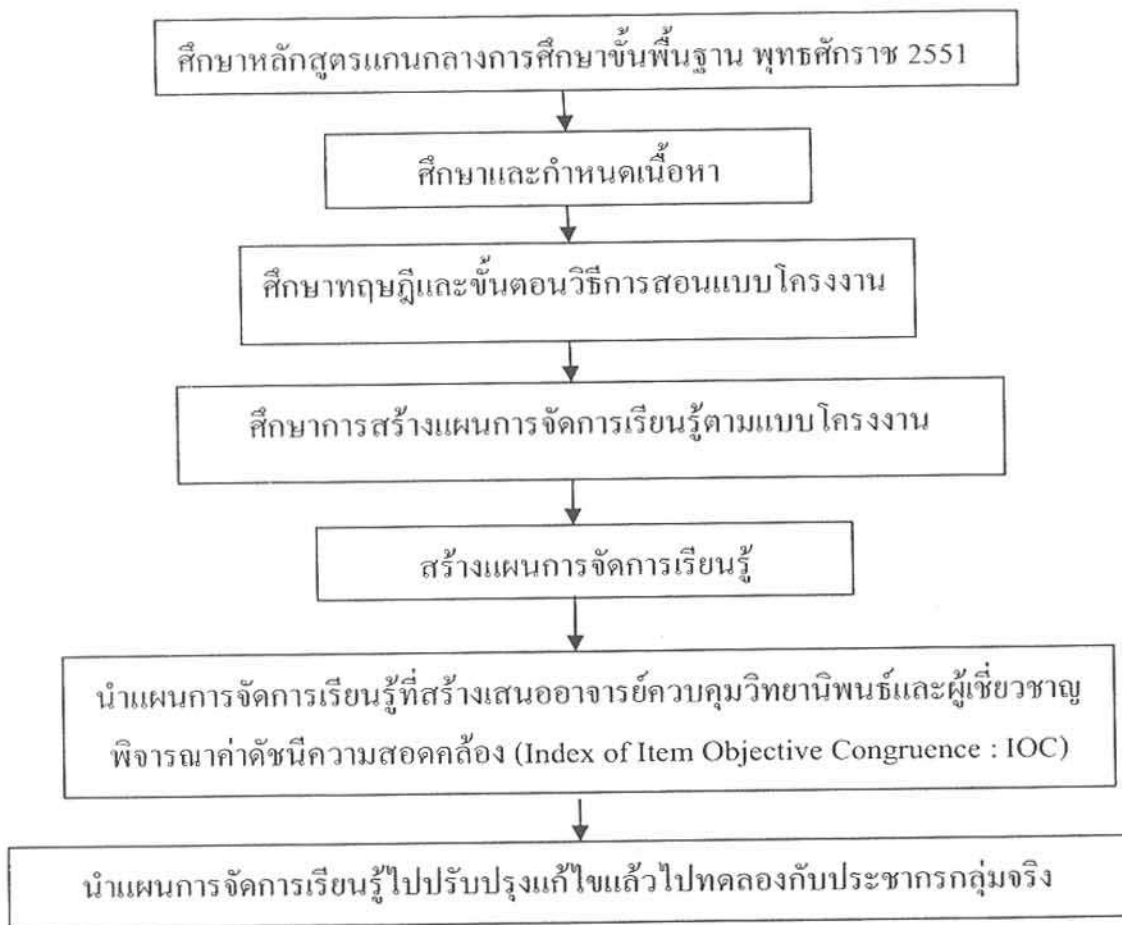 ศึกษาหลักสูตรแกนกลางการศึกษาขั้นพื้นฐาน พุทธศักราช 2551
ศึกษาและกำหนดเนื้อหา
ศึกษาทฤษฎีและขั้นตอนวิธีการสอนแบบโครงงาน
ศึกษาการสร้างแผนการจัดการเรียนรู้ตามแบบโครงงาน
สร้างแผนการจัดการเรียนรู้
นำแผนการจัดการเรียนรู้ที่สร้างเสนออาจารย์ควบคุมวิทยานิพนธ์และผู้เชี่ยวชาญ
พิจารณาค่าดัชนีความสอดคล้อง (Index of Item Objective Congruence : IOC)
นำแผนการจัดการเรียนรู้ไปปรับปรุงแก้ไขแล้วไปทดลองกับประชากรกลุ่มจริง